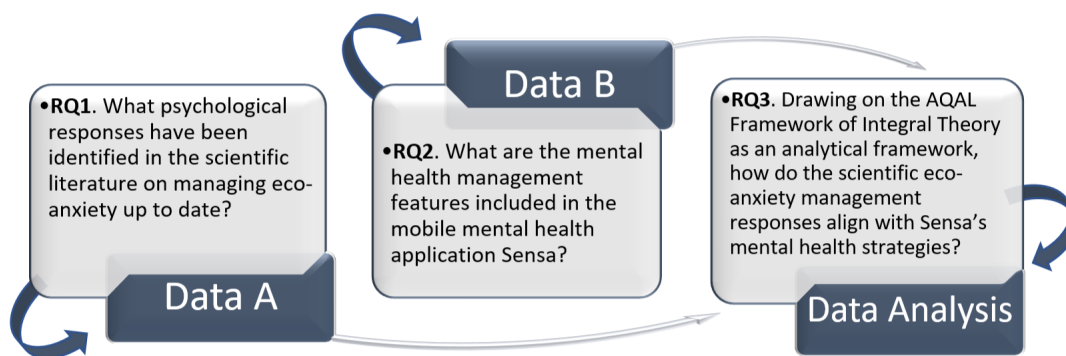 •RQ1. What psychological
responses have been
identified in the scientific
literature on managing eco-
anxiety up to date?
Data A
Data B
•RQ2. What are the mental
health management
features included in the
mobile mental health
application Sensa?
•RQ3. Drawing on the AQAL
Framework of Integral Theory
as an analytical framework,
how do the scientific eco-
anxiety management
responses align with Sensa’s
mental health strategies?
Data Analysis